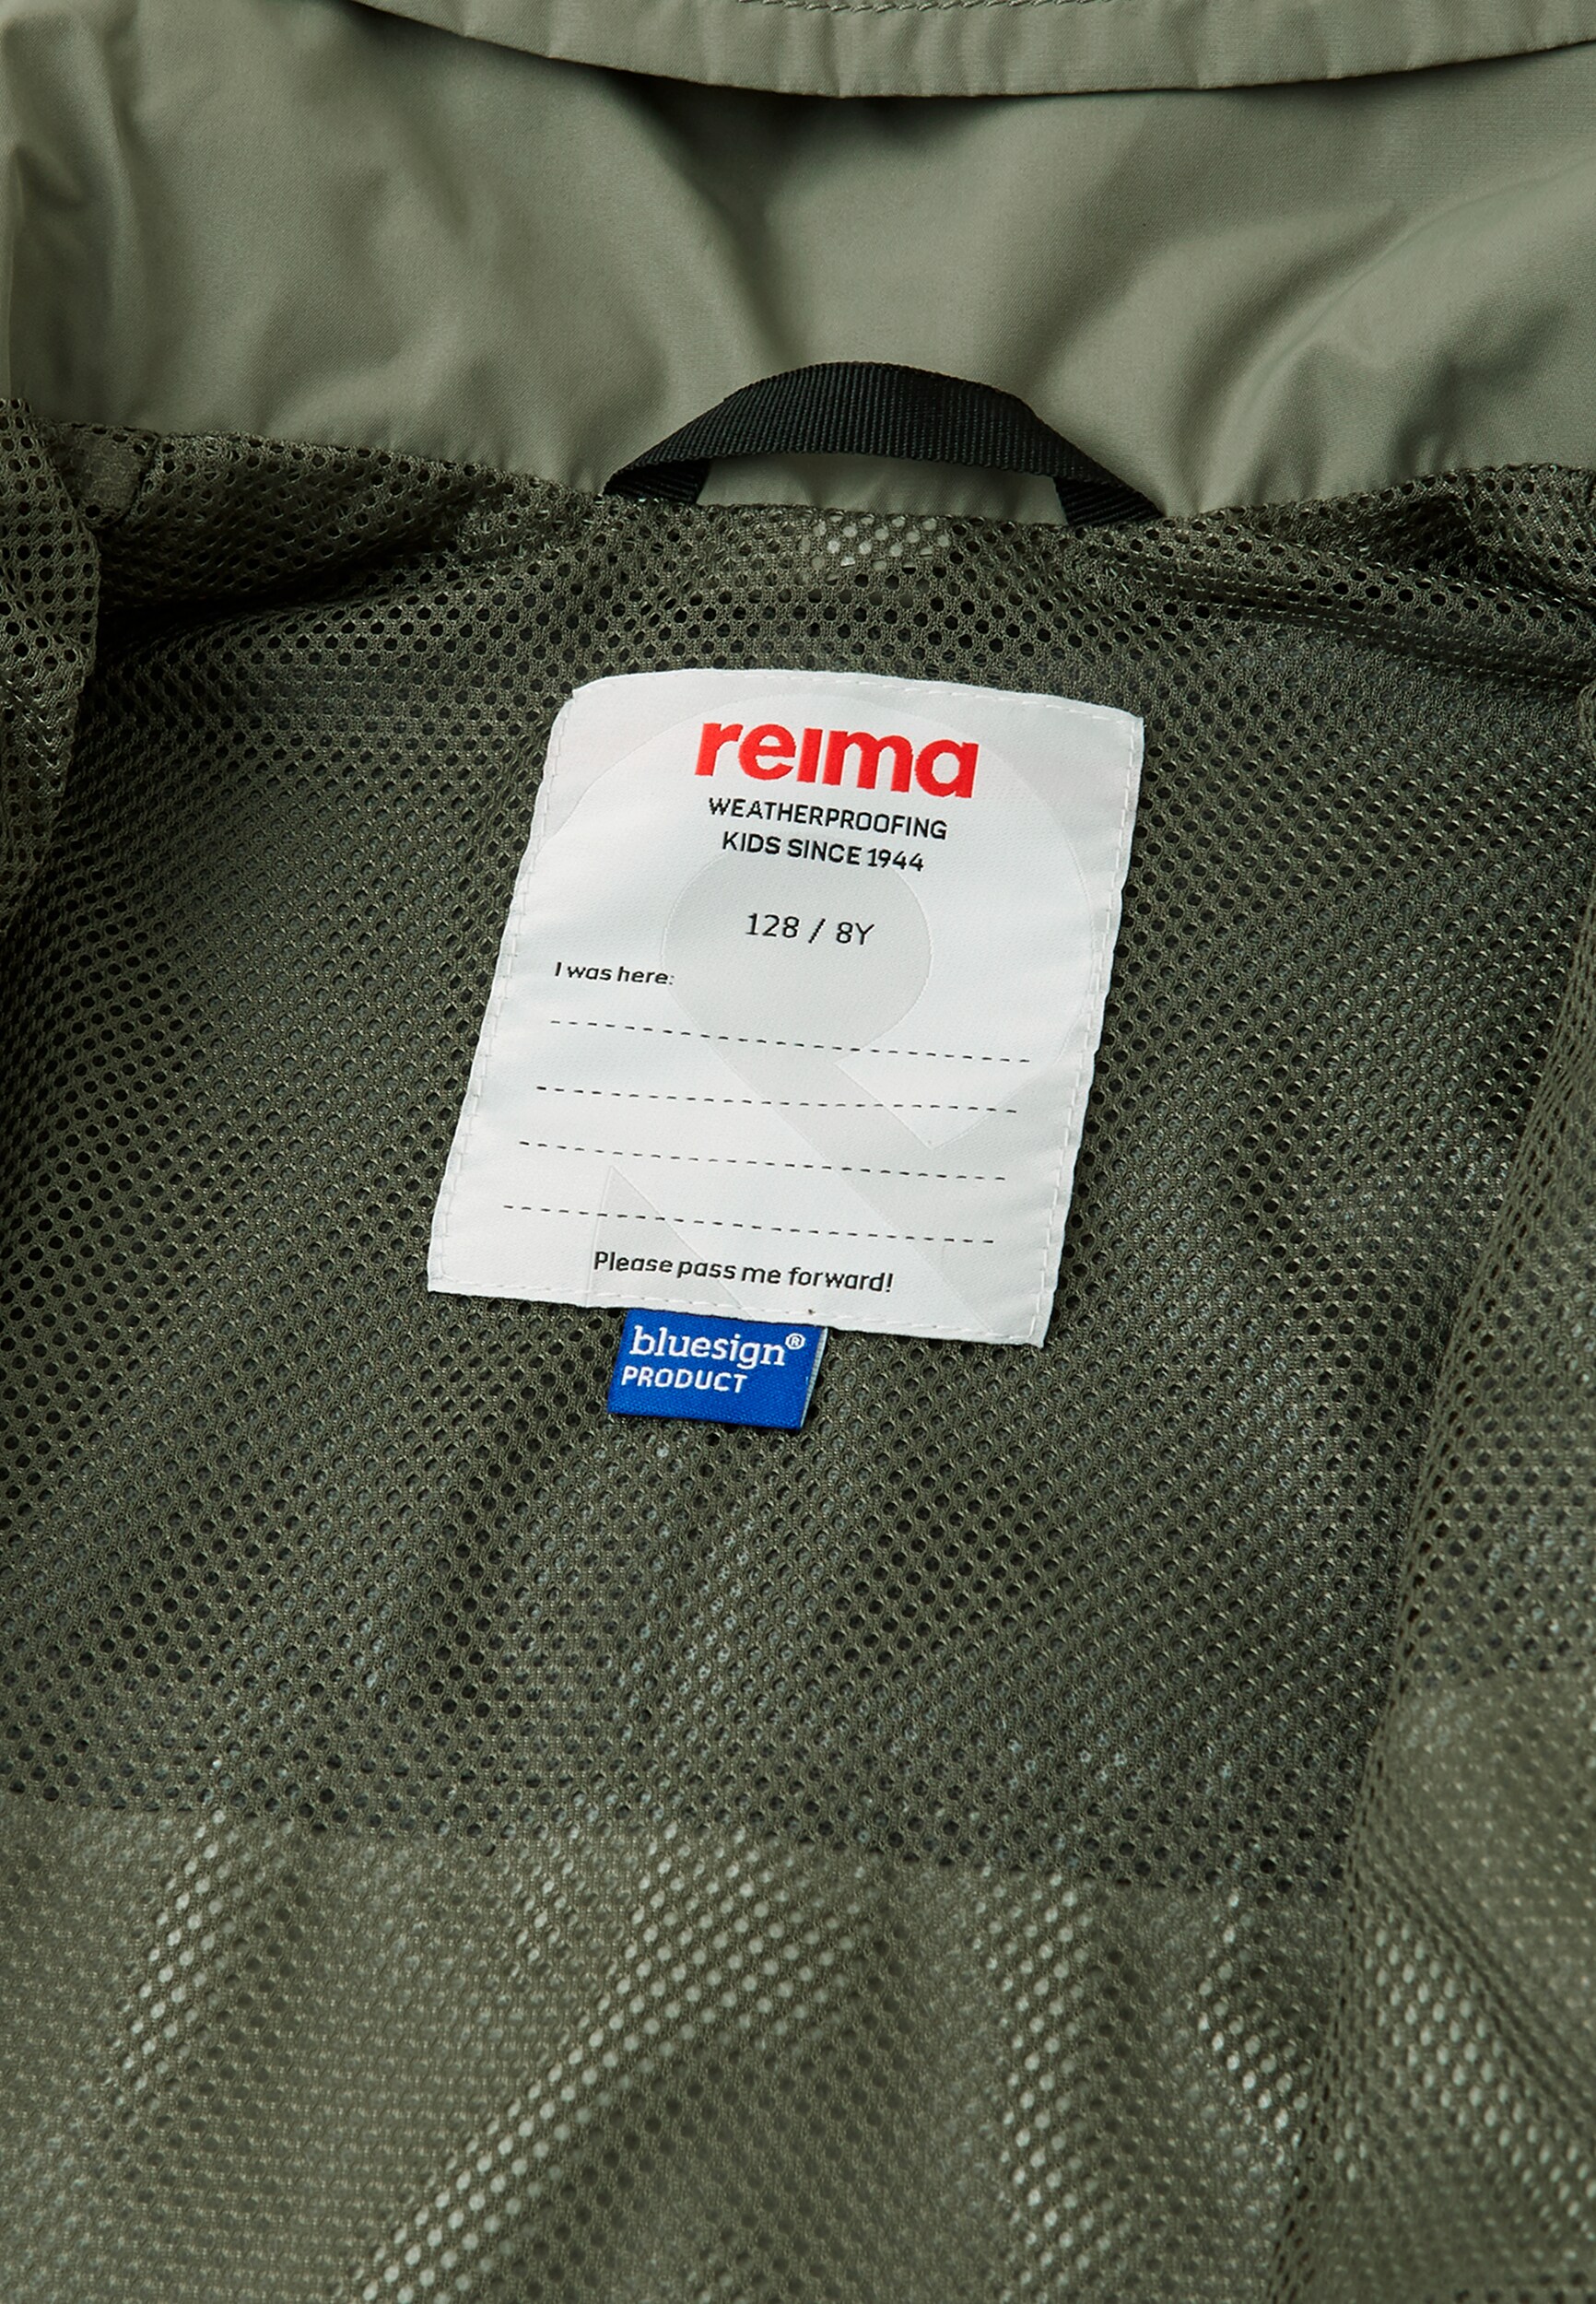 reima
WEATHERPROOFING
KIDS SINCE 1944
128 / 8Y
I was here:
Please pass me forward!
bluesign®
PRODUCT